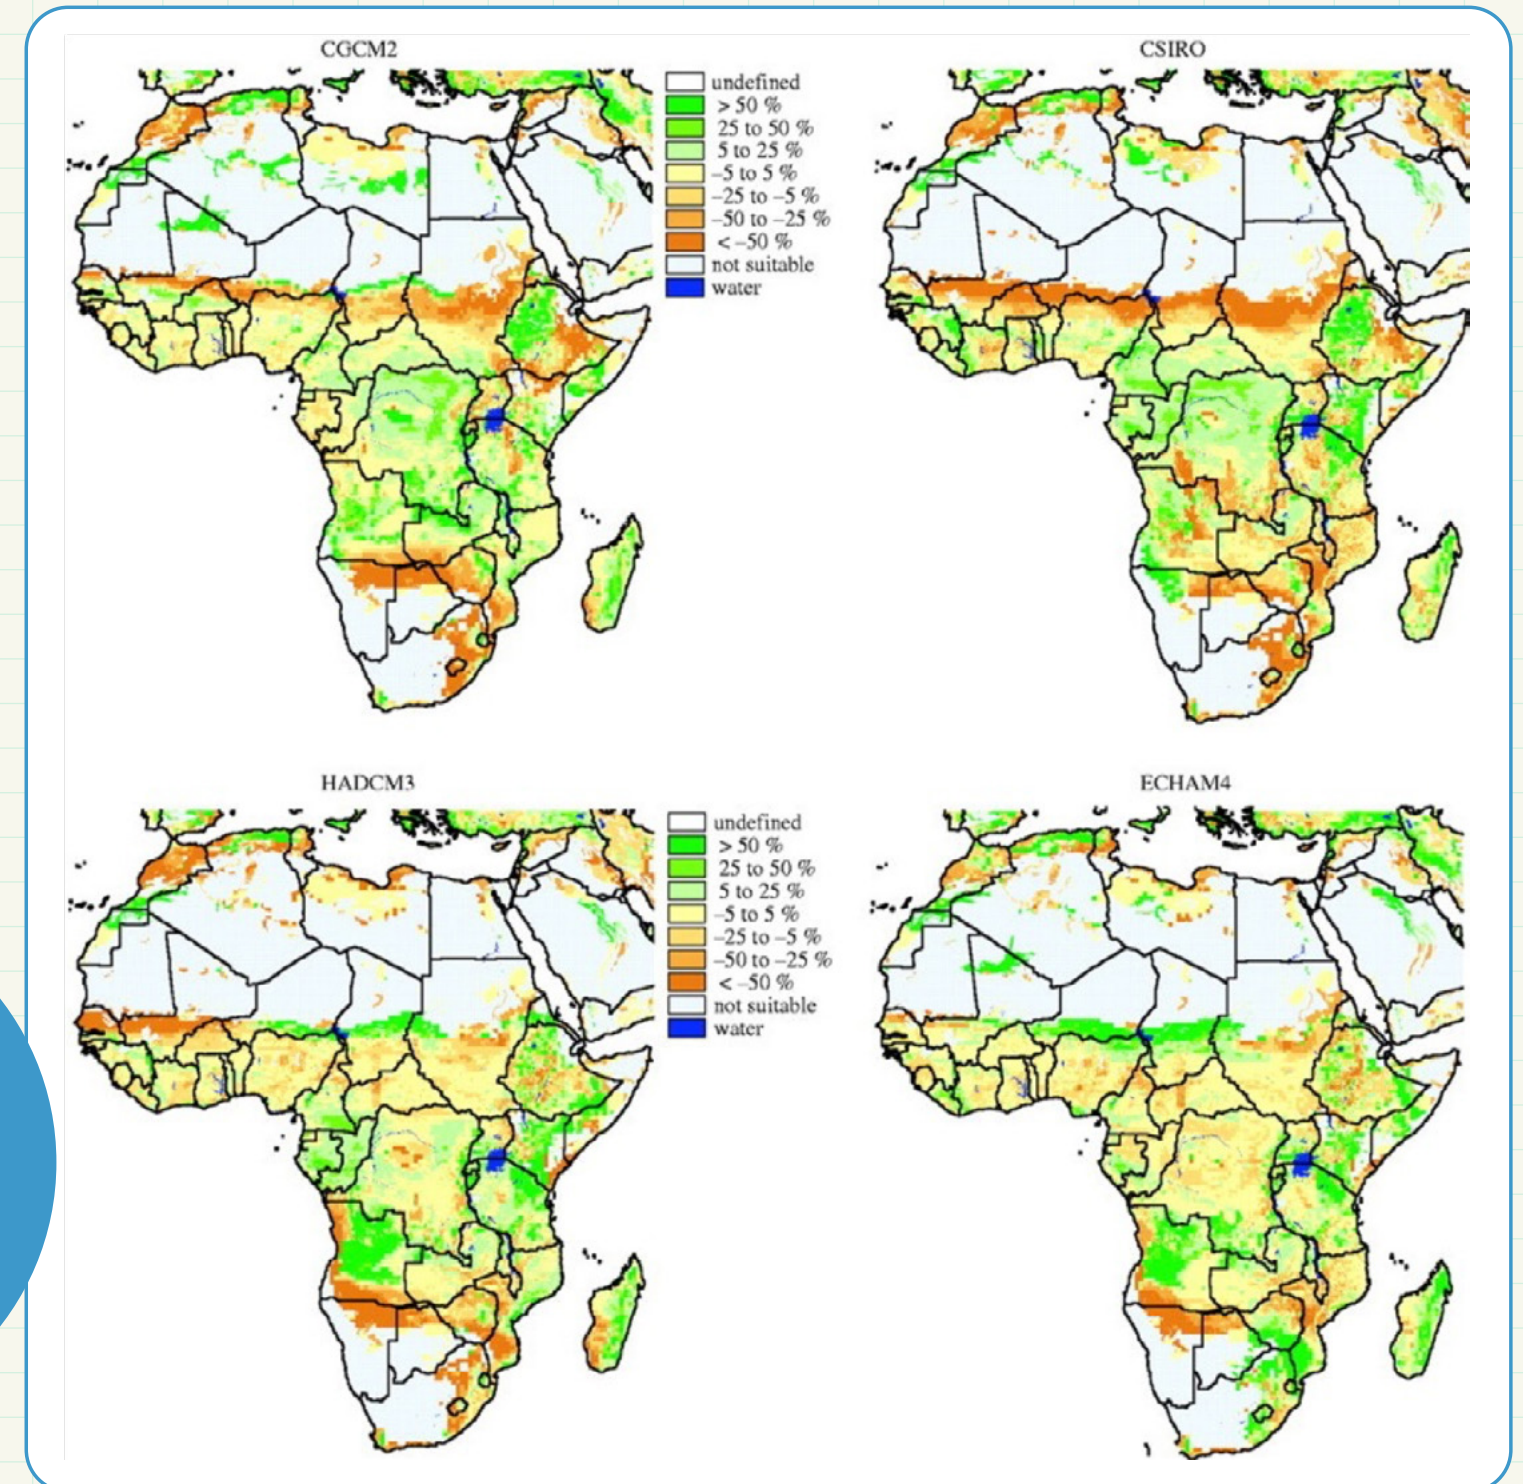 CGCM2
CSIRO
undefined
> 50 %
25 to 50 %
5 to 25 %
–5 to 5 %
–25 to –5 %
–50 to –25 %
< –50 %
not suitable
water
HADCM3
ECHAM4
undefined
> 50 %
25 to 50 %
5 to 25 %
–5 to 5 %
–25 to –5 %
–50 to –25 %
< –50 %
not suitable
water